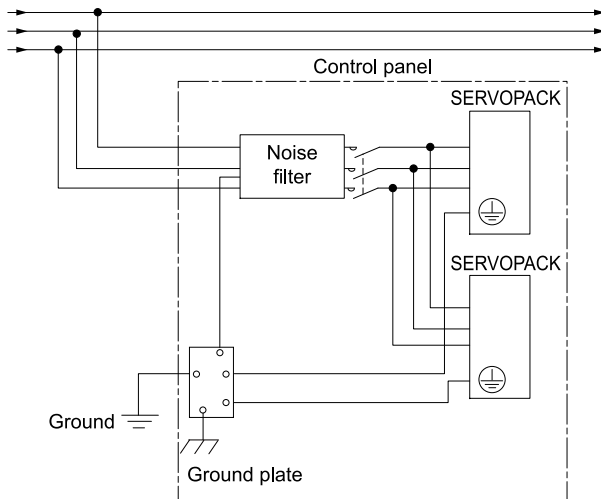 Control panel
SERVOPACK
Noise
filter
SERVOPACK
Ground
Ground plate